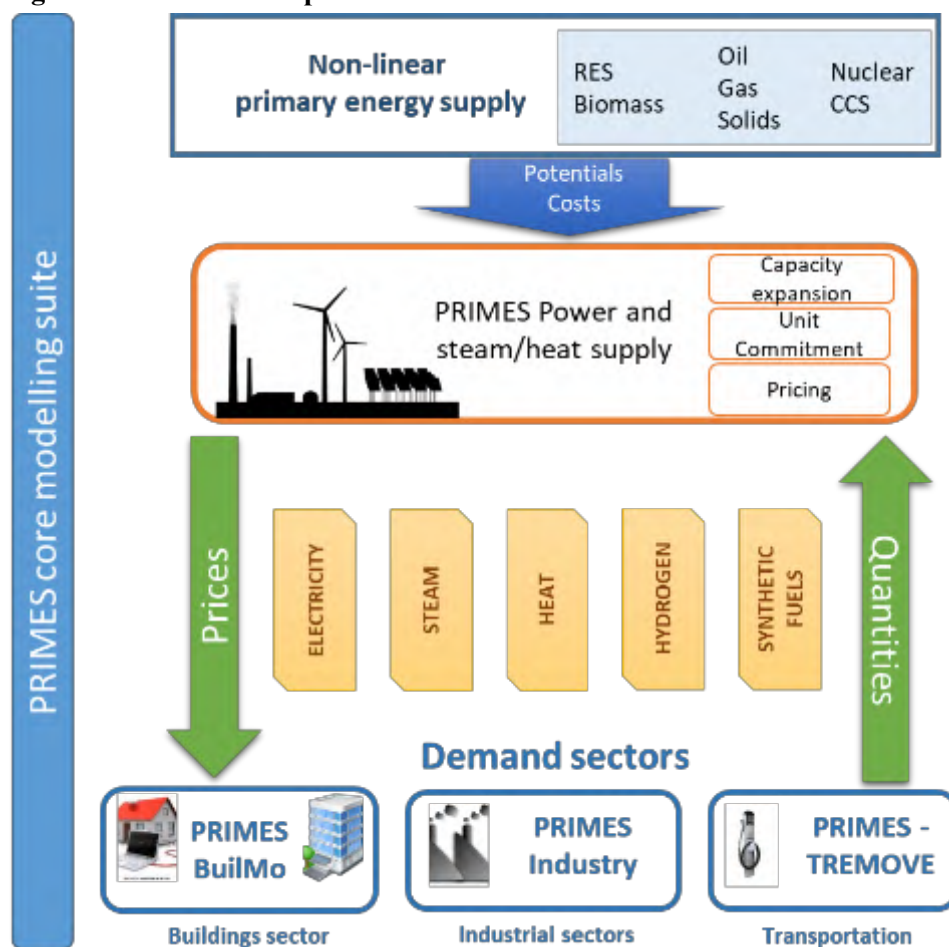 PRIMES core modelling suite
Non-linear
primary energy supply
RES
Biomass
Oil
Gas
Solids
Nuclear
CCS
Potentials
Costs
PRIMES Power and
steam/heat supply
Capacity
expansion
Unit
Commitment
Pricing
Prices
ELECTRICITY
STEAM
HEAT
HYDROGEN
SYNTHETIC
FUELS
Quantities
Demand sectors
PRIMES
BuilMo
PRIMES
Industry
PRIMES -
TREMOVE
Buildings sector
Industrial sectors
Transportation